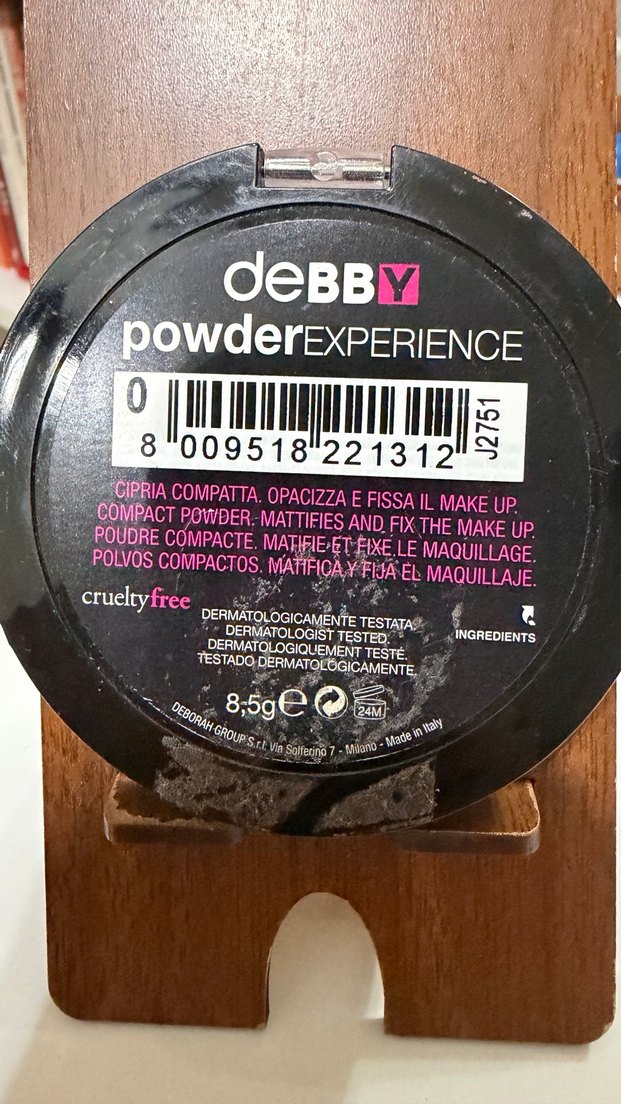 deBBY
powderEXPERIENCE
0
8 009518 221312
J2751
CIPRIA COMPATTA. OPACIZZA E FISSA IL MAKE UP.
COMPACT POWDER. MATTIFIES AND FIX THE MAKE UP.
POUDRE COMPACTE. MATIFIE ET FIXE LE MAQUILLAGE.
POLVOS COMPACTOS. MATIFICA Y FIJA EL MAQUILLAJE.
crueltyfree
DERMATOLOGICAMENTE TESTATA.
DERMATOLOGIST TESTED.
DERMATOLOGIQUEMENT TESTÉ.
TESTADO DERMATOLÓGICAMENTE.
INGREDIENTS
8,5g e
24M
DEBORAH GROUP S.r.l. Via Solferino 7 - Milano - Made in Italy